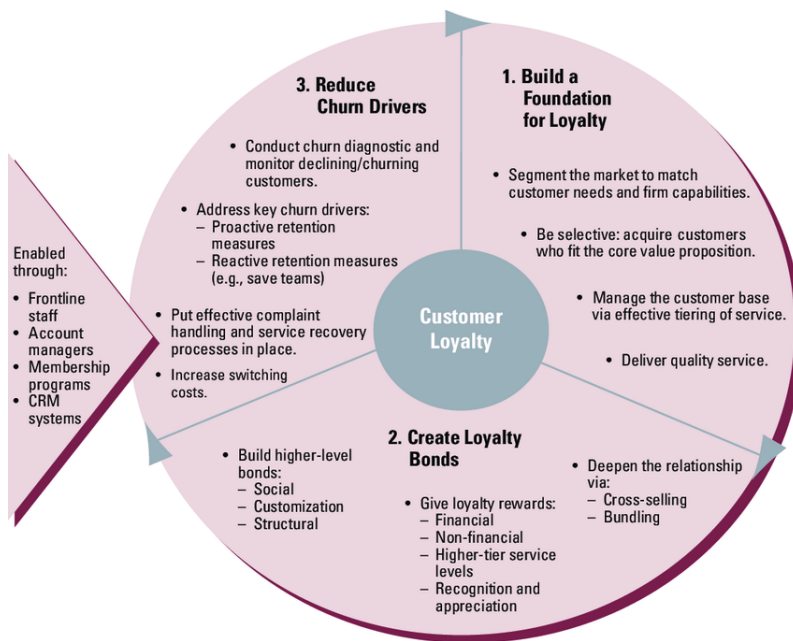 3. Reduce
Churn Drivers
• Conduct churn diagnostic and
monitor declining/churning
customers.
• Address key churn drivers:
– Proactive retention
measures
– Reactive retention measures
(e.g., save teams)
• Put effective complaint
handling and service recovery
processes in place.
• Increase switching
costs.
1. Build a
Foundation
for Loyalty
• Segment the market to match
customer needs and firm capabilities.
• Be selective: acquire customers
who fit the core value proposition.
• Manage the customer base
via effective tiering of service.
• Deliver quality service.
Enabled
through:
• Frontline
staff
• Account
managers
• Membership
programs
• CRM
systems
Customer
Loyalty
2. Create Loyalty
Bonds
• Build higher-level
bonds:
– Social
– Customization
– Structural
• Give loyalty rewards:
– Financial
– Non-financial
– Higher-tier service
levels
– Recognition and
appreciation
• Deepen the relationship
via:
– Cross-selling
– Bundling